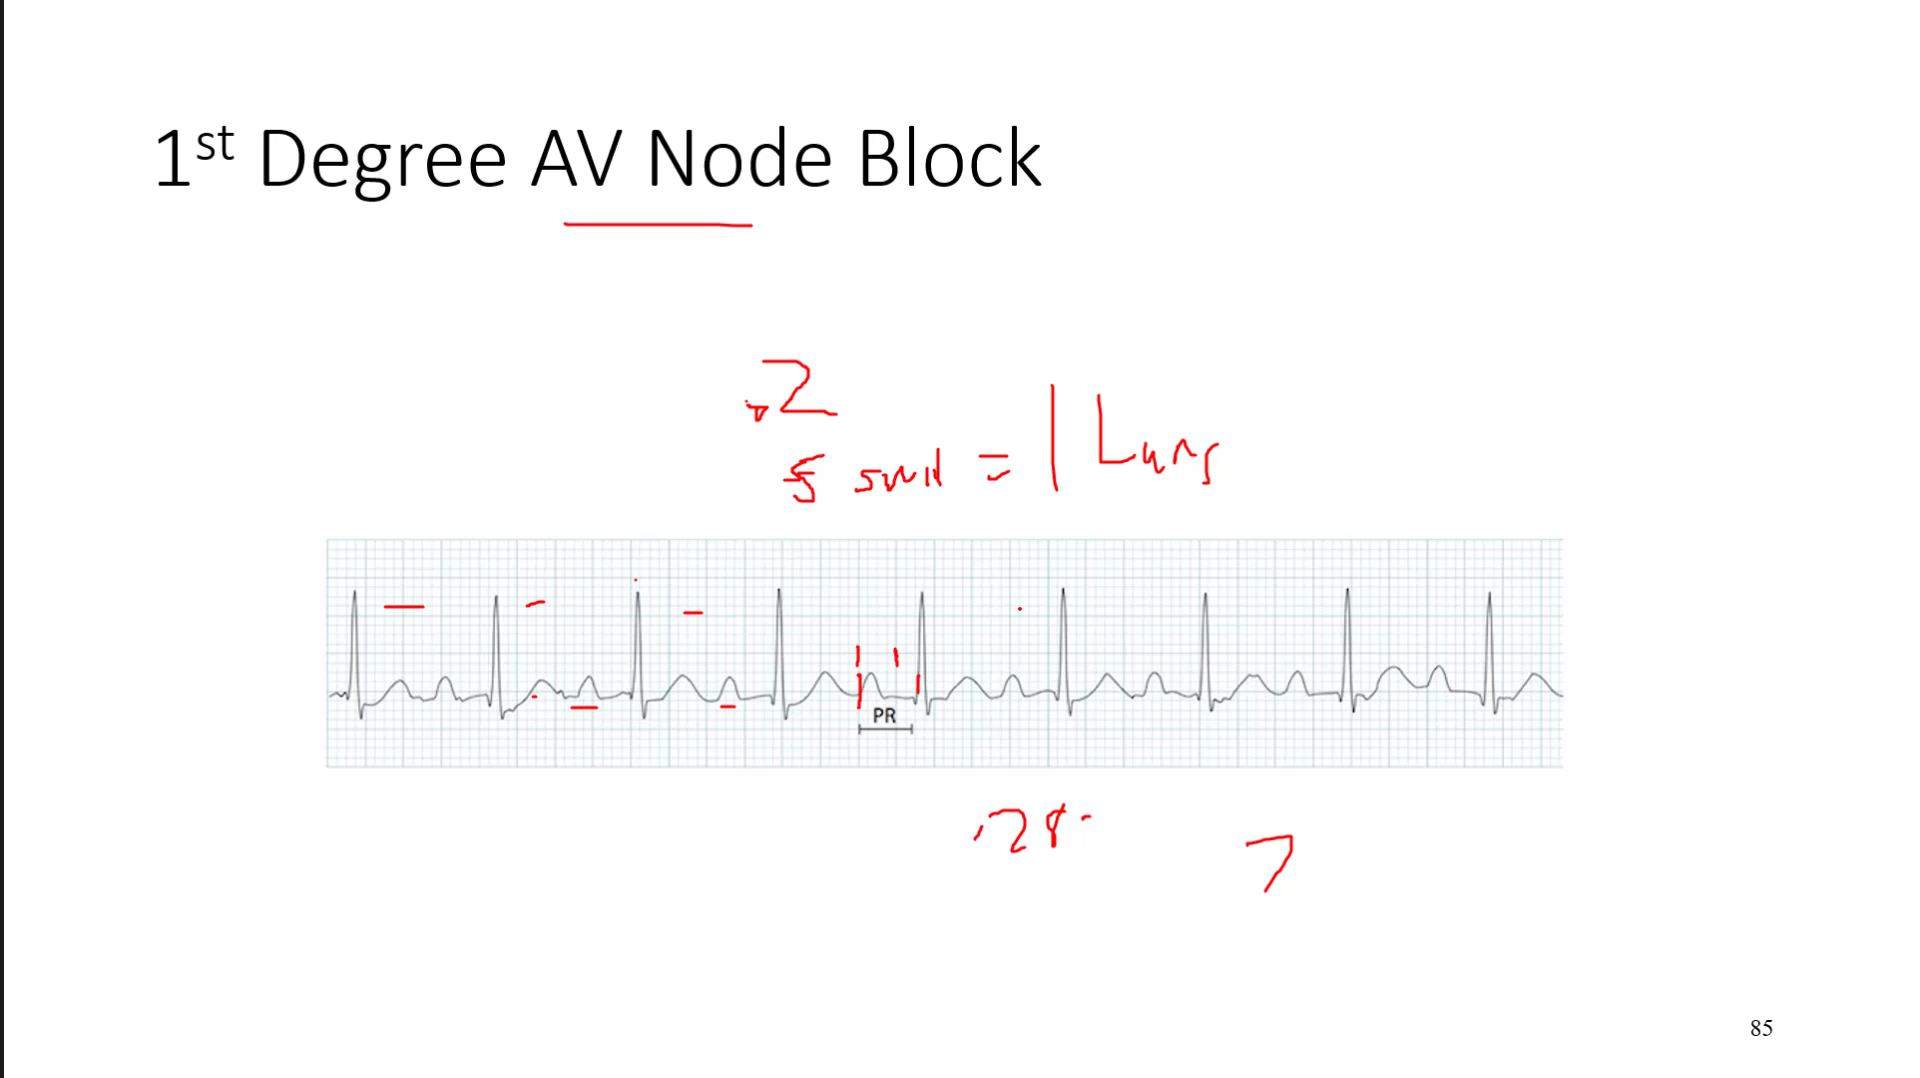 1st Degree AV Node Block
.2
5 small = 1 Large
PR
.28
7
85